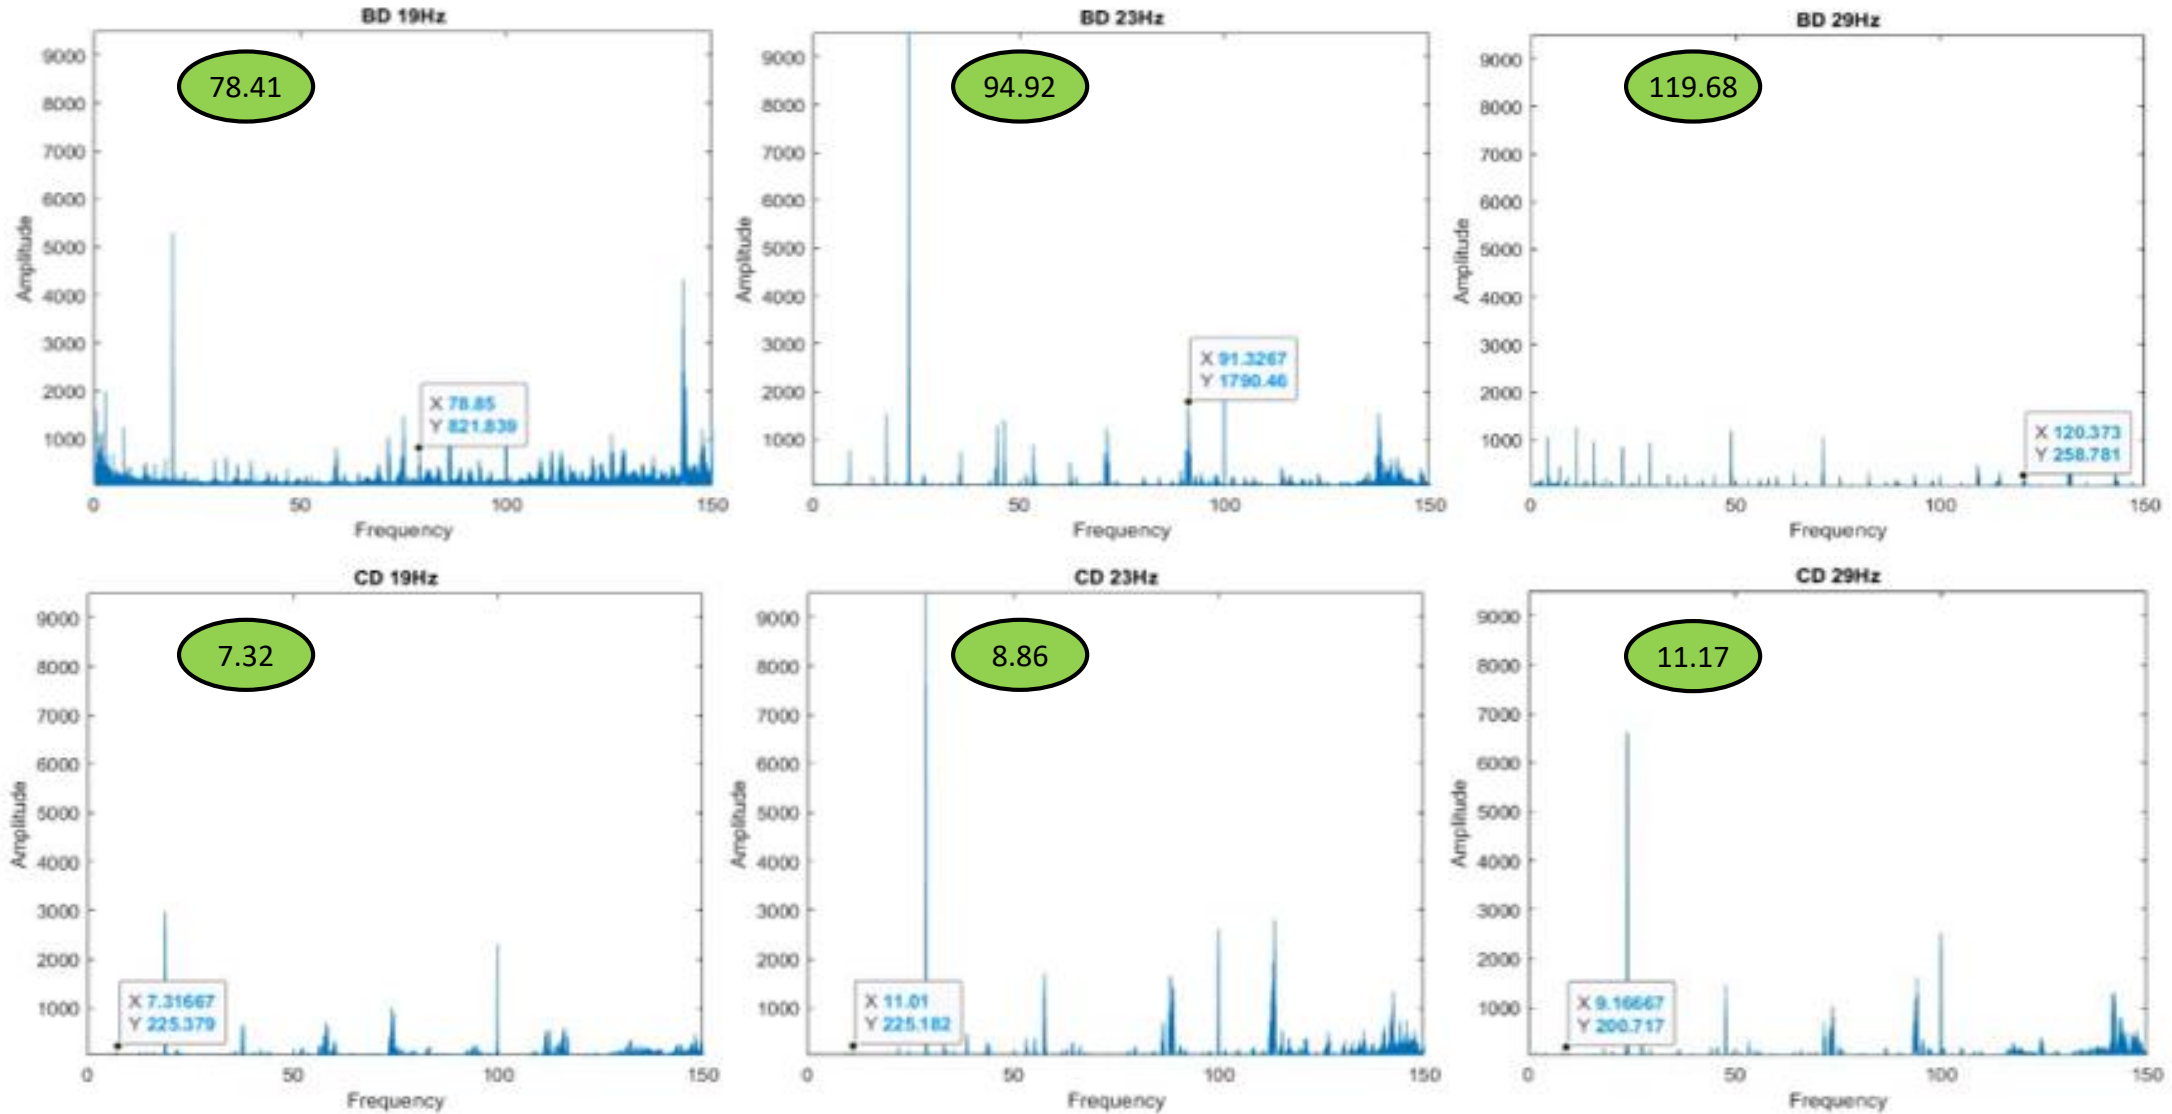 BD 19Hz
78.41
9000
8000
7000
6000
5000
4000
3000
2000
1000
Amplitude
X 78.85
Y 821.839
0 50 100 150
Frequency
BD 23Hz
94.92
9000
8000
7000
6000
5000
4000
3000
2000
1000
Amplitude
X 91.3267
Y 1790.46
0 50 100 150
Frequency
BD 29Hz
119.68
9000
8000
7000
6000
5000
4000
3000
2000
1000
Amplitude
X 120.373
Y 258.781
0 50 100 150
Frequency
CD 19Hz
7.32
9000
8000
7000
6000
5000
4000
3000
2000
1000
Amplitude
X 7.31667
Y 225.379
0 50 100 150
Frequency
CD 23Hz
8.86
9000
8000
7000
6000
5000
4000
3000
2000
1000
Amplitude
X 11.01
Y 225.182
0 50 100 150
Frequency
CD 29Hz
11.17
9000
8000
7000
6000
5000
4000
3000
2000
1000
Amplitude
X 9.16667
Y 200.717
0 50 100 150
Frequency